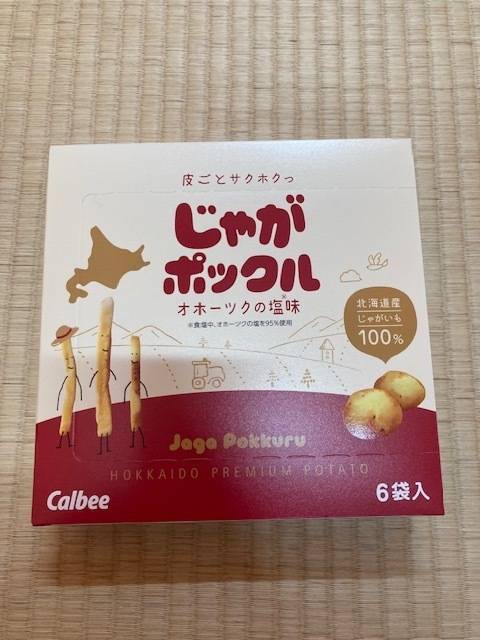 皮ごとサクホクっ
じゃが
ポックル
オホーツクの塩味
※食塩中、オホーツクの塩を95%使用
北海道産
じゃがいも
100%
Jaga Pokkuru
HOKKAIDO PREMIUM POTATO
Calbee
6袋入